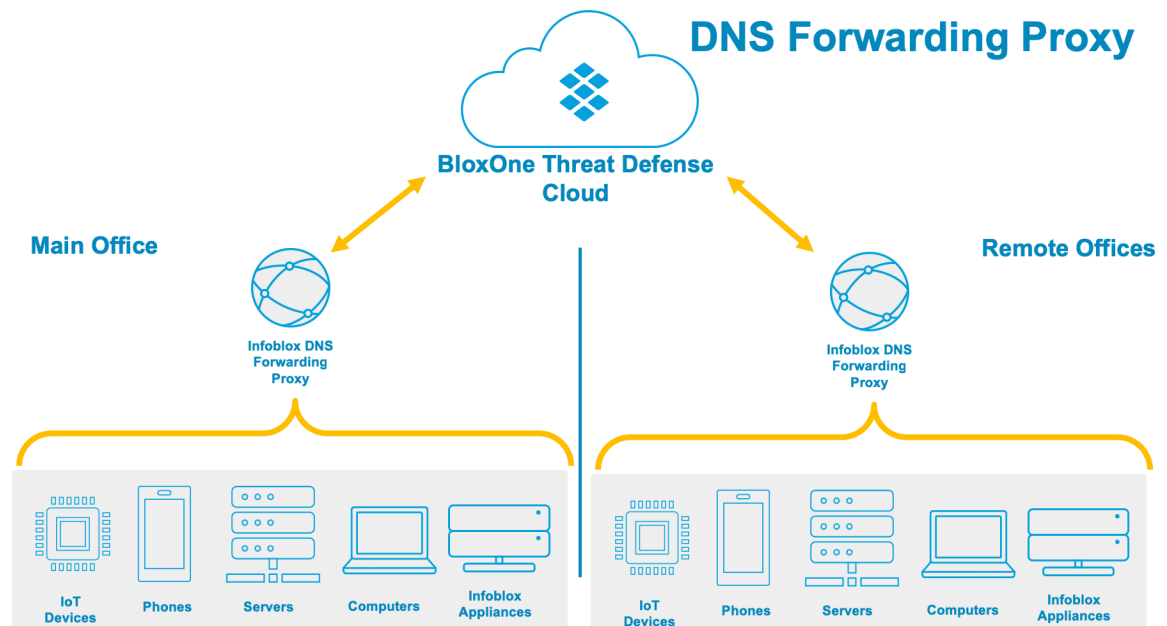 DNS Forwarding Proxy
BloxOne Threat Defense
Cloud
Main Office
Remote Offices
Infoblox DNS
Forwarding
Proxy
Infoblox DNS
Forwarding
Proxy
IoT
Devices
Phones
Servers
Computers
Infoblox
Appliances
IoT
Devices
Phones
Servers
Computers
Infoblox
Appliances